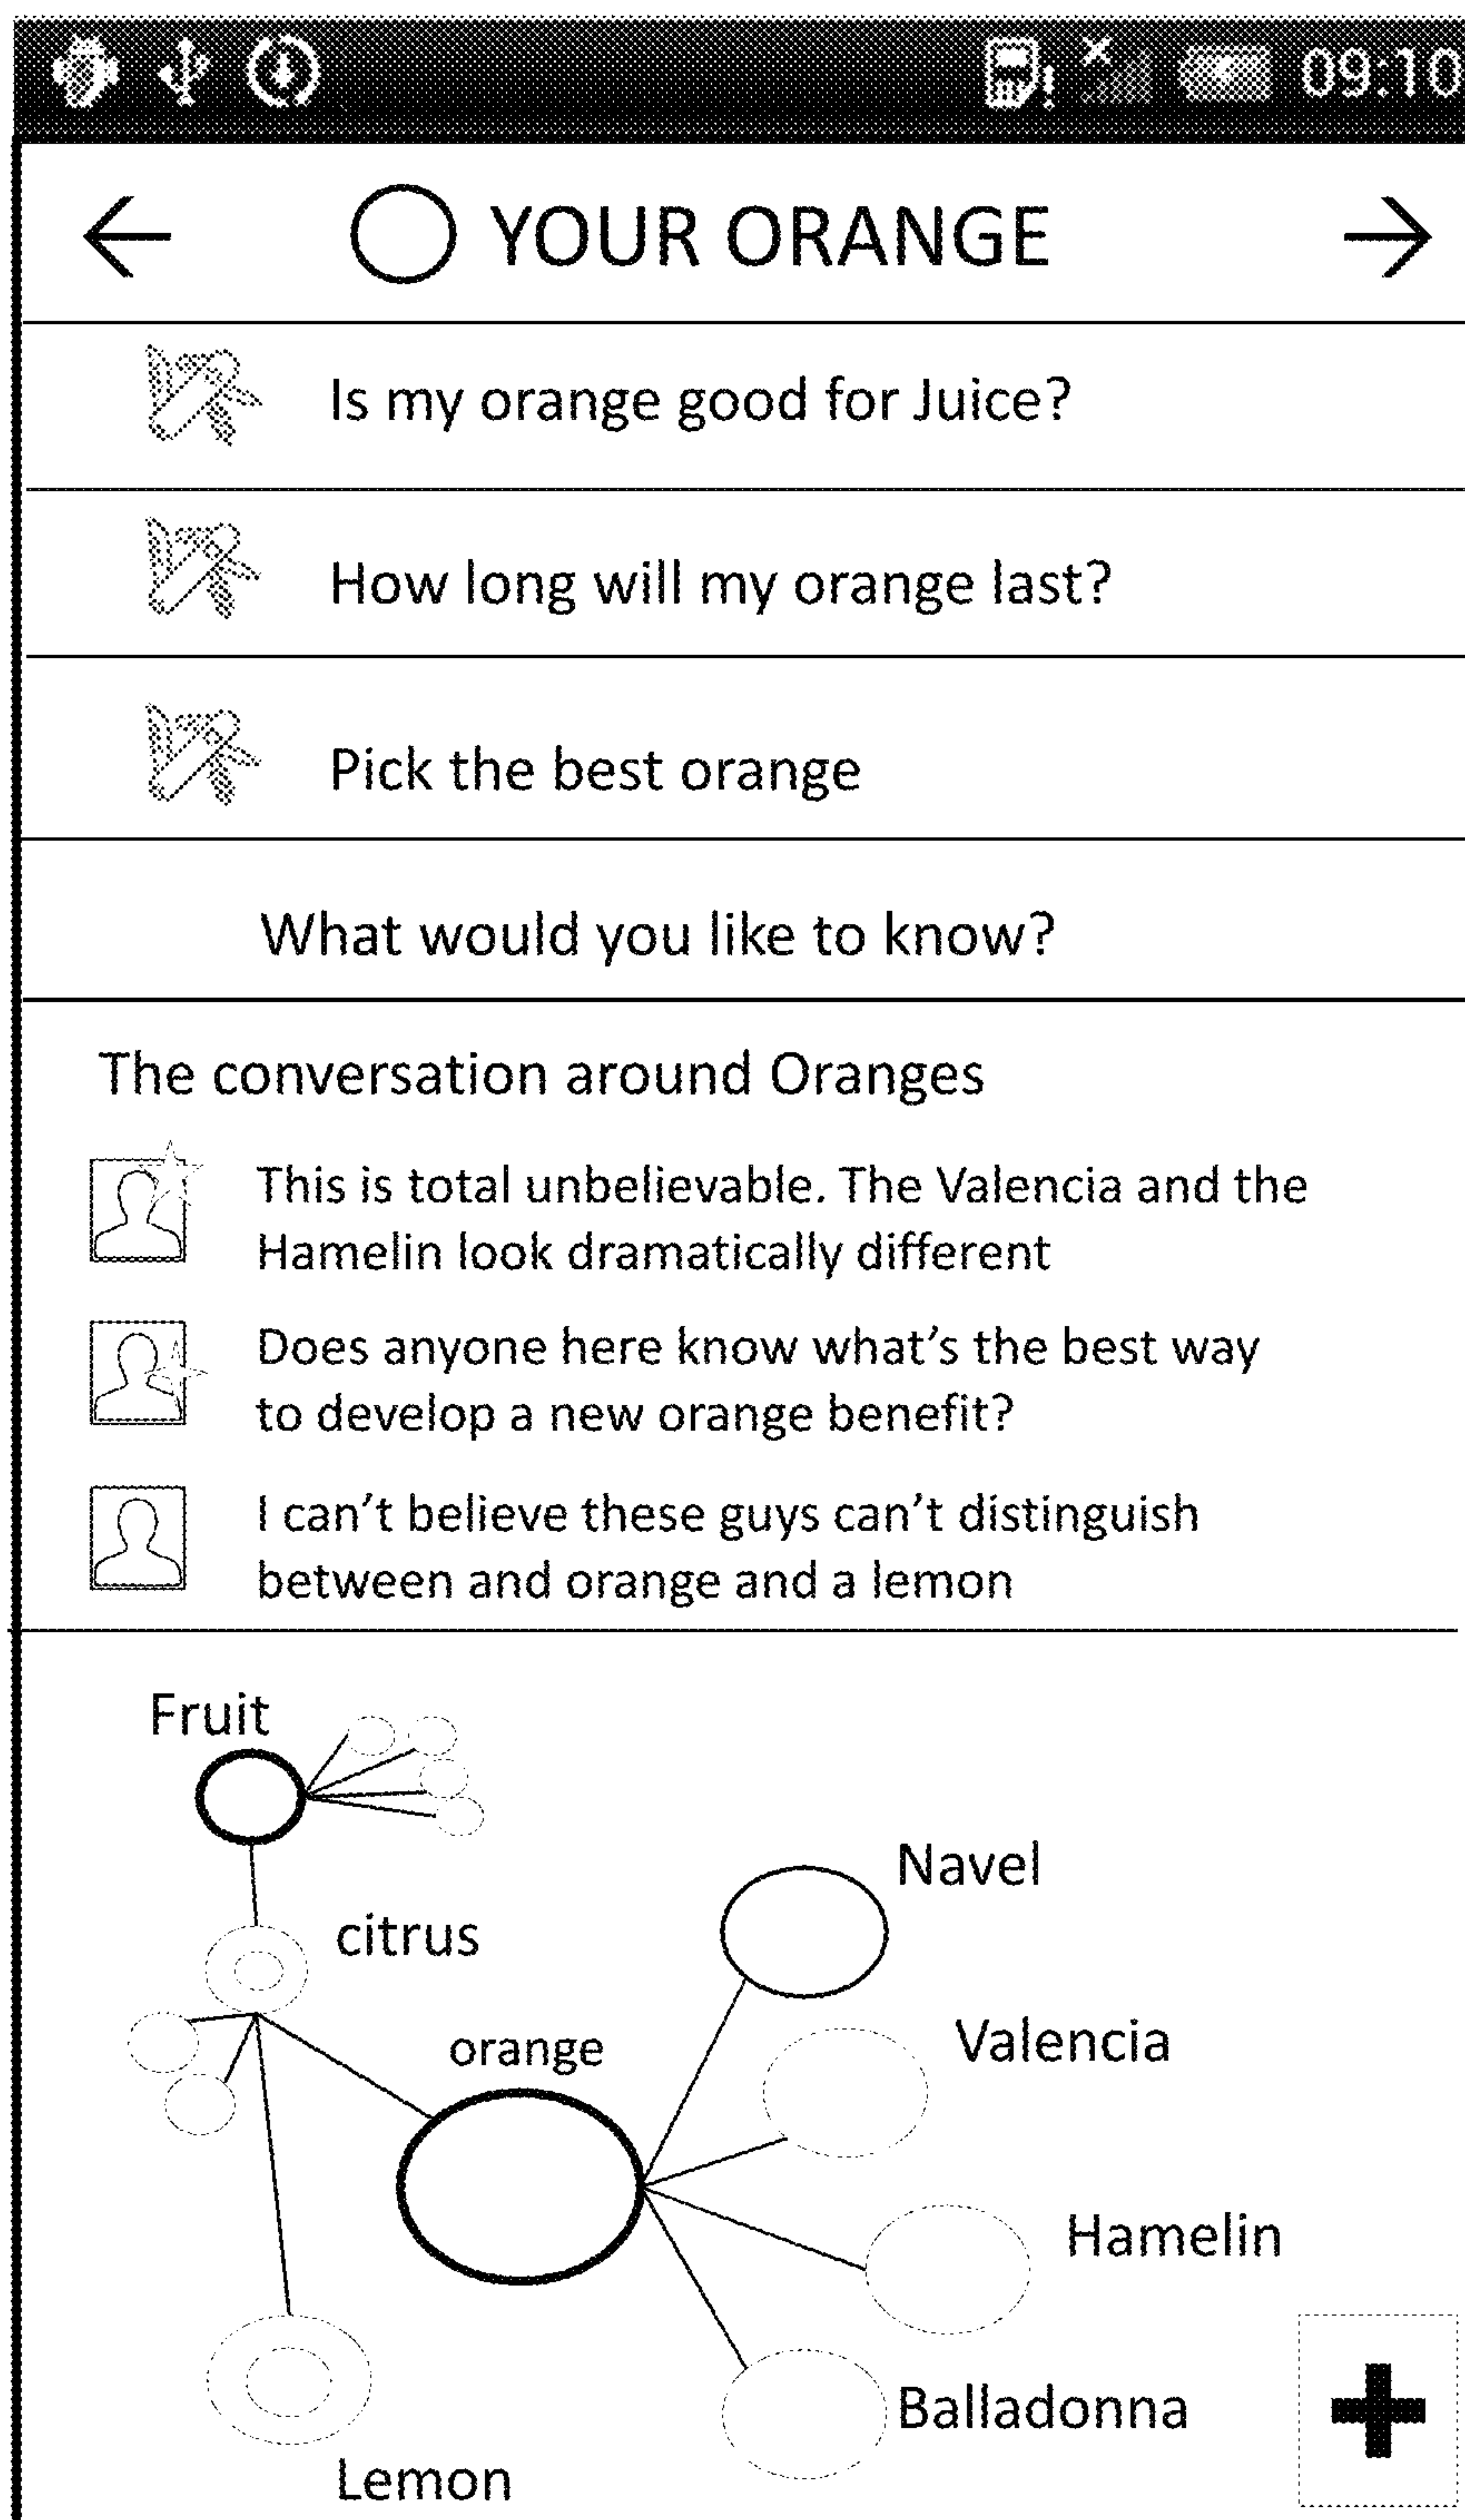 09:10
YOUR ORANGE
Is my orange good for Juice?
How long will my orange last?
Pick the best orange
What would you like to know?
The conversation around Oranges
This is total unbelievable. The Valencia and the
Hamelin look dramatically different
Does anyone here know what's the best way
to develop a new orange benefit?
I can't believe these guys can't distinguish
between and orange and a lemon
Fruit
Navel
citrus
Valencia
orange
Hamelin
Balladonna
Lemon